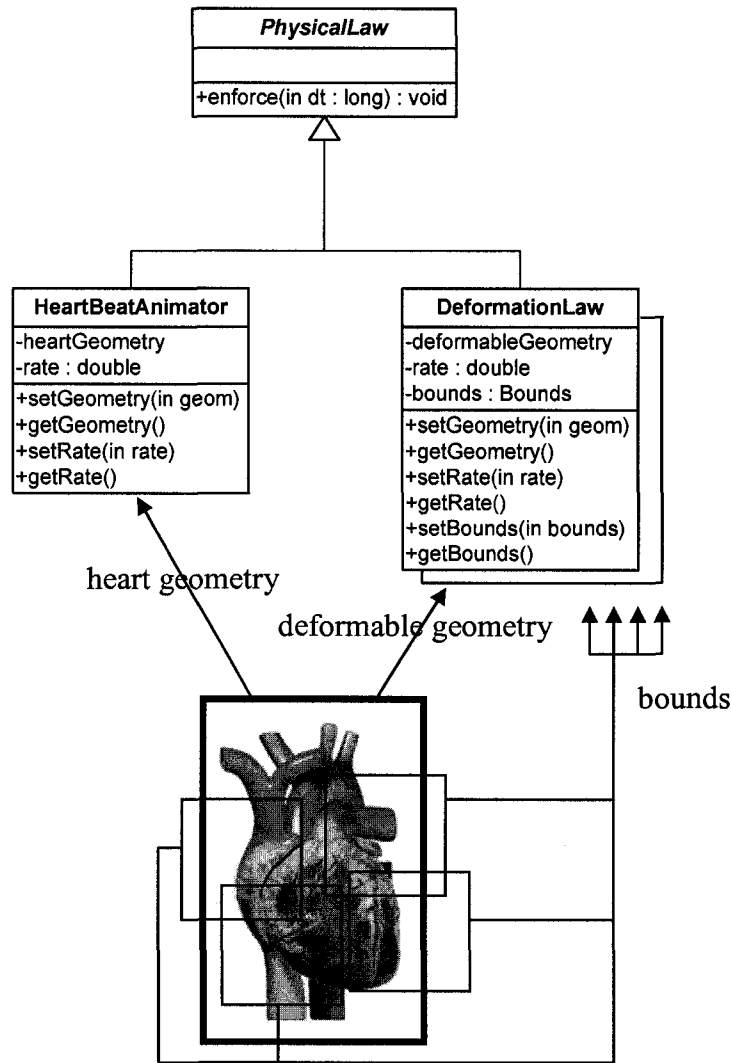 PhysicalLaw
+enforce(in dt : long) : void
HeartBeatAnimator
-heartGeometry
-rate : double
+setGeometry(in geom)
+getGeometry()
+setRate(in rate)
+getRate()
DeformationLaw
-deformableGeometry
-rate : double
-bounds : Bounds
+setGeometry(in geom)
+getGeometry()
+setRate(in rate)
+getRate()
+setBounds(in bounds)
+getBounds()
heart geometry
deformable geometry
bounds